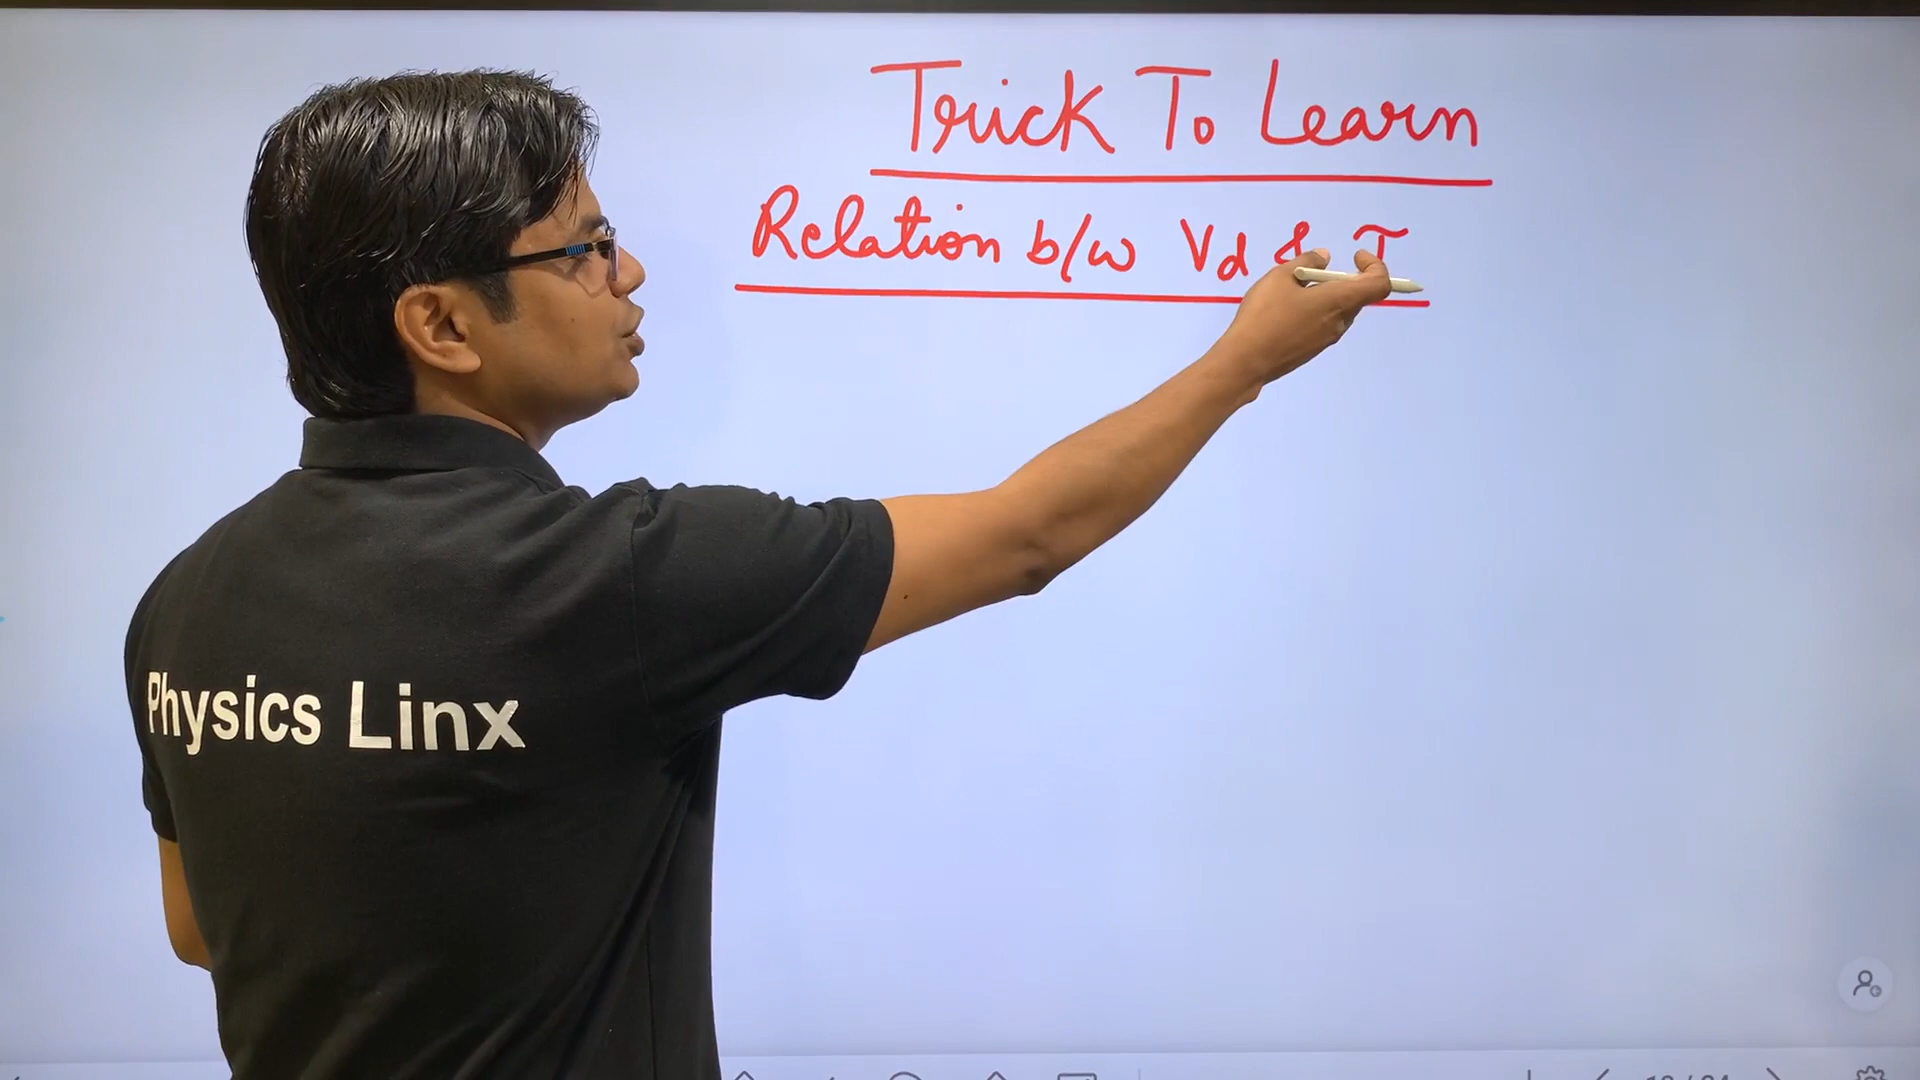 Trick To Learn
Relation b/w Vd & τ
Physics Linx